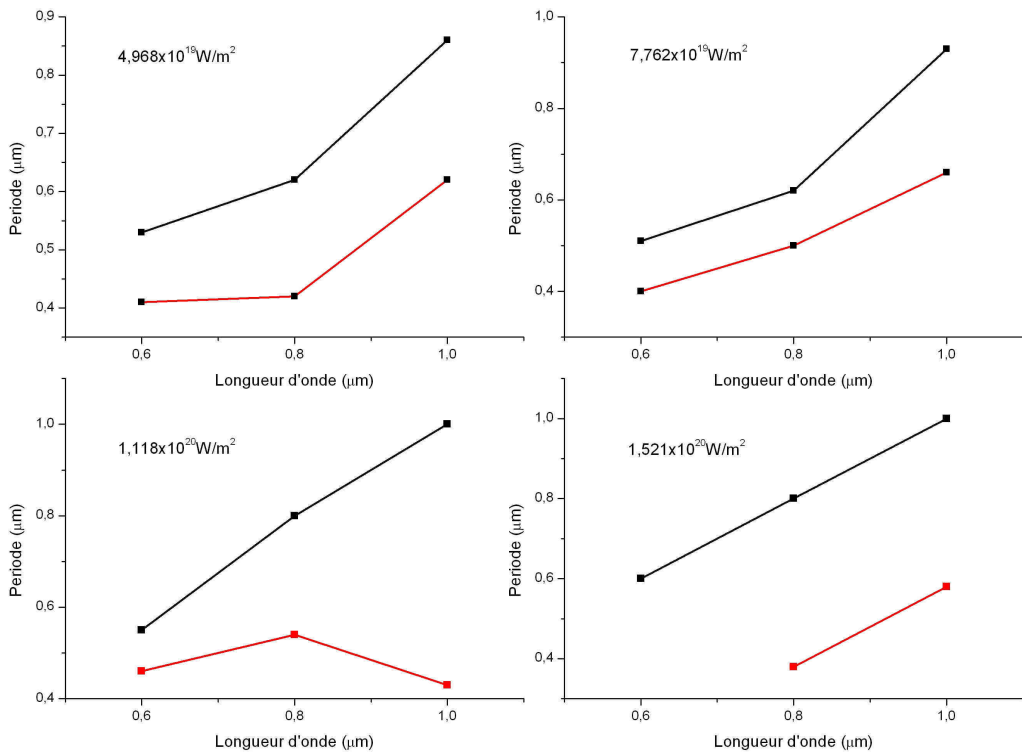 4,968x10¹⁹W/m²
0,9
0,8
0,7
0,6
0,5
0,4
Periode (μm)
0,6 0,8 1,0
Longueur d'onde (μm)
7,762x10¹⁹W/m²
1,0
0,8
0,6
0,4
Periode (μm)
0,6 0,8 1,0
Longueur d'onde (μm)
1,118x10²⁰W/m²
1,0
0,8
0,6
0,4
Periode (μm)
0,6 0,8 1,0
Longueur d'onde (μm)
1,521x10²⁰W/m²
1,0
0,8
0,6
0,4
Periode (μm)
0,6 0,8 1,0
Longueur d'onde (μm)